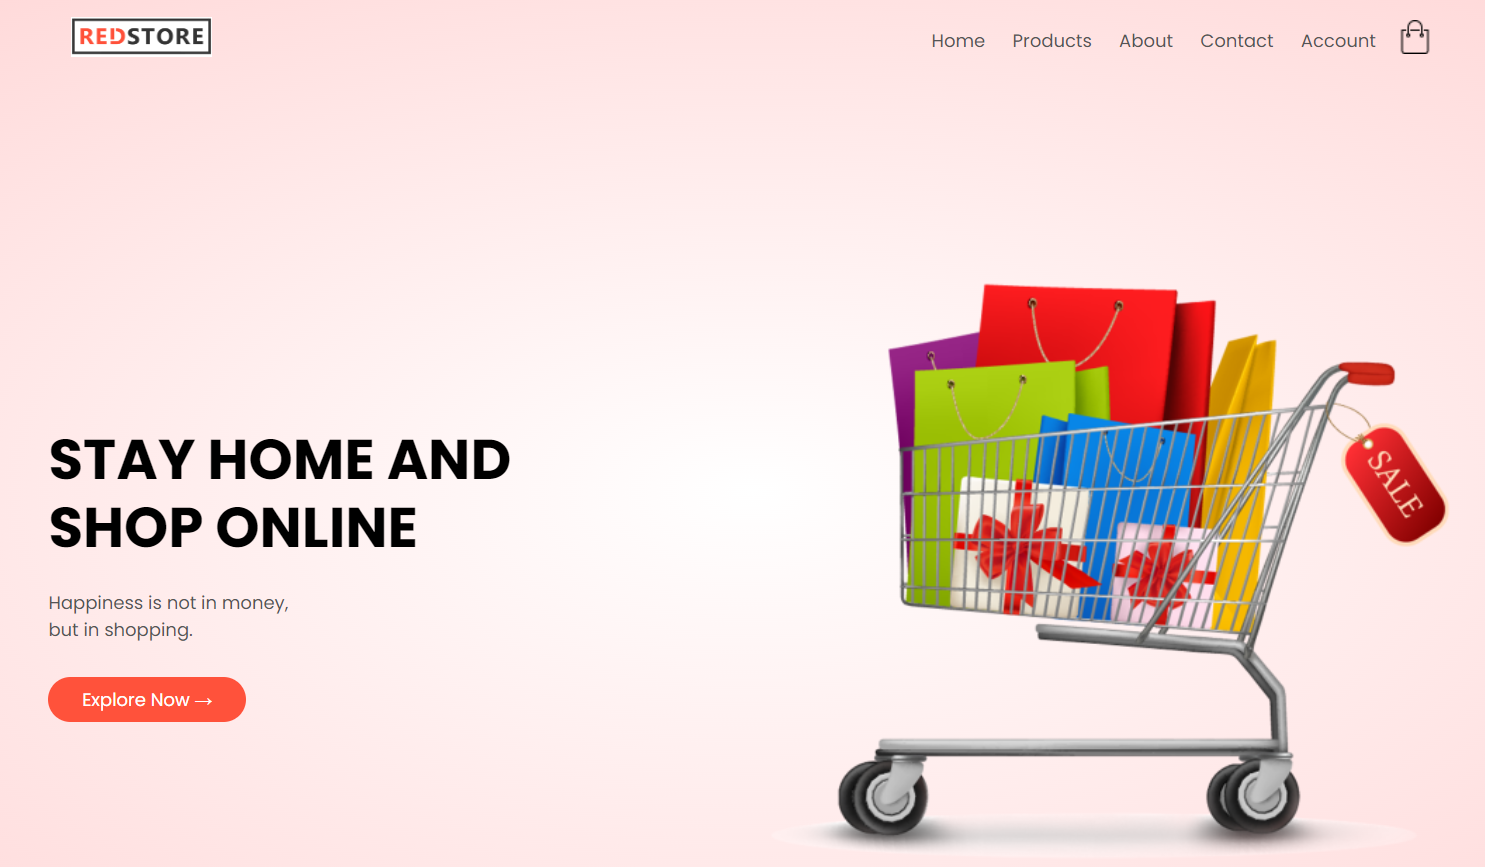 REDSTORE
Home Products About Contact Account
STAY HOME AND
SHOP ONLINE
Happiness is not in money,
but in shopping.
Explore Now →
SALE